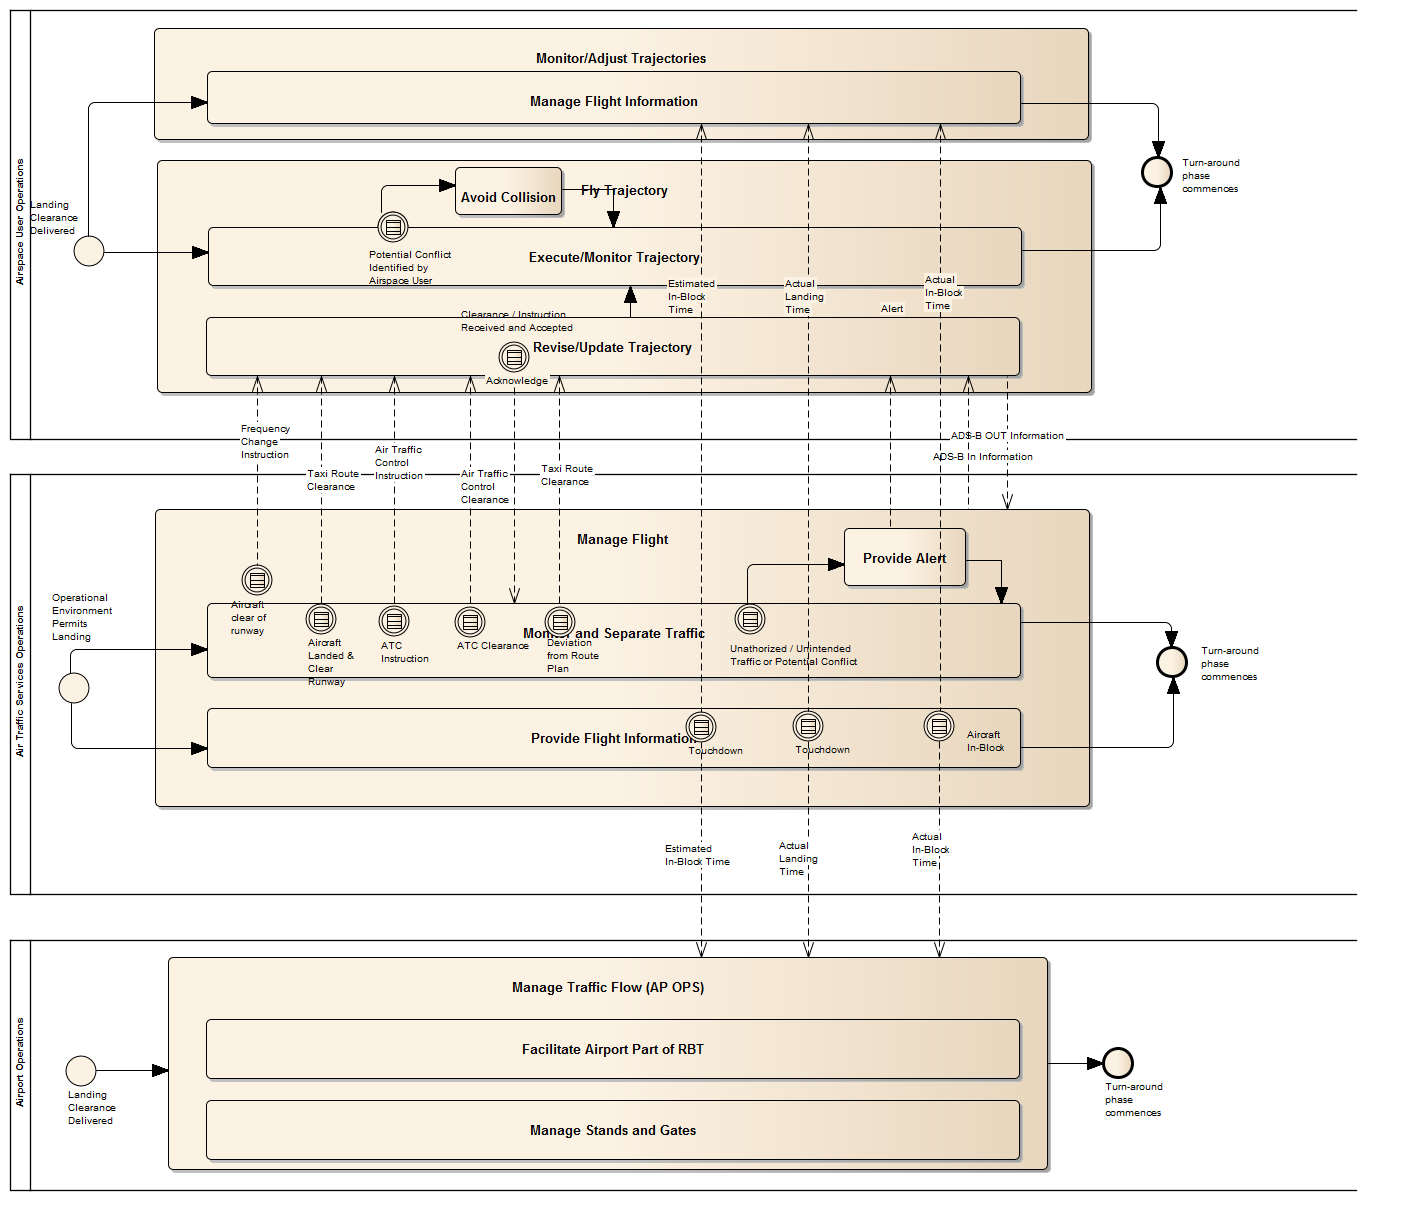 Airspace User Operations
Monitor/Adjust Trajectories
Manage Flight Information
Landing
Clearance
Delivered
Turn-around
phase
commences
Avoid Collision
Fly Trajectory
Potential Conflict
Identified by
Airspace User
Execute/Monitor Trajectory
Estimated
In-Block
Time
Actual
Landing
Time
Alert
Actual
In-Block
Time
Clearance / Instruction
Received and Accepted
Revise/Update Trajectory
Acknowledge
Frequency
Change
Instruction
Taxi Route
Clearance
Air Traffic
Control
Instruction
Air Traffic
Control
Clearance
Taxi Route
Clearance
ADS-B OUT Information
ADS-B In Information
Air Traffic Services Operations
Manage Flight
Provide Alert
Operational
Environment
Permits
Landing
Aircraft
clear of
runway
Monitor and Separate Traffic
Aircraft
Landed &
Clear
Runway
ATC
Instruction
ATC Clearance
Deviation
from Route
Plan
Unathorized / Unintended
Traffic or Potential Conflict
Turn-around
phase
commences
Provide Flight Information
Touchdown
Touchdown
Aircraft
In-Block
Estimated
In-Block Time
Actual
Landing
Time
Actual
In-Block
Time
Airport Operations
Manage Traffic Flow (AP OPS)
Facilitate Airport Part of RBT
Manage Stands and Gates
Landing
Clearance
Delivered
Turn-around
phase
commences